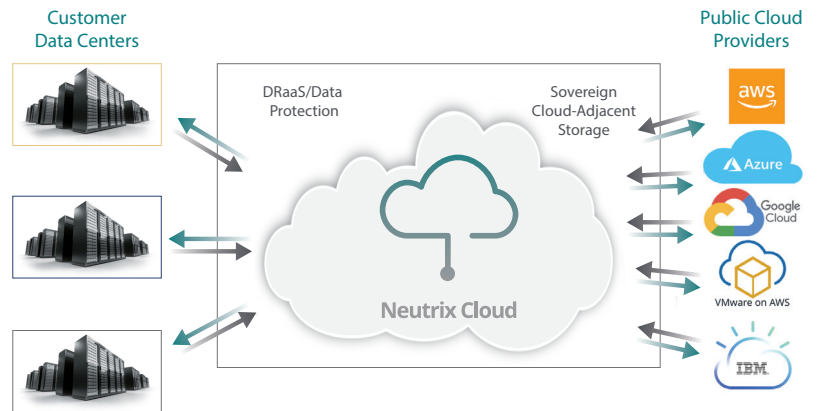 Customer
Data Centers
Public Cloud
Providers
DRaaS/Data
Protection
Sovereign
Cloud-Adjacent
Storage
aws
Azure
Google
Cloud
VMware on AWS
IBM
Neutrix Cloud